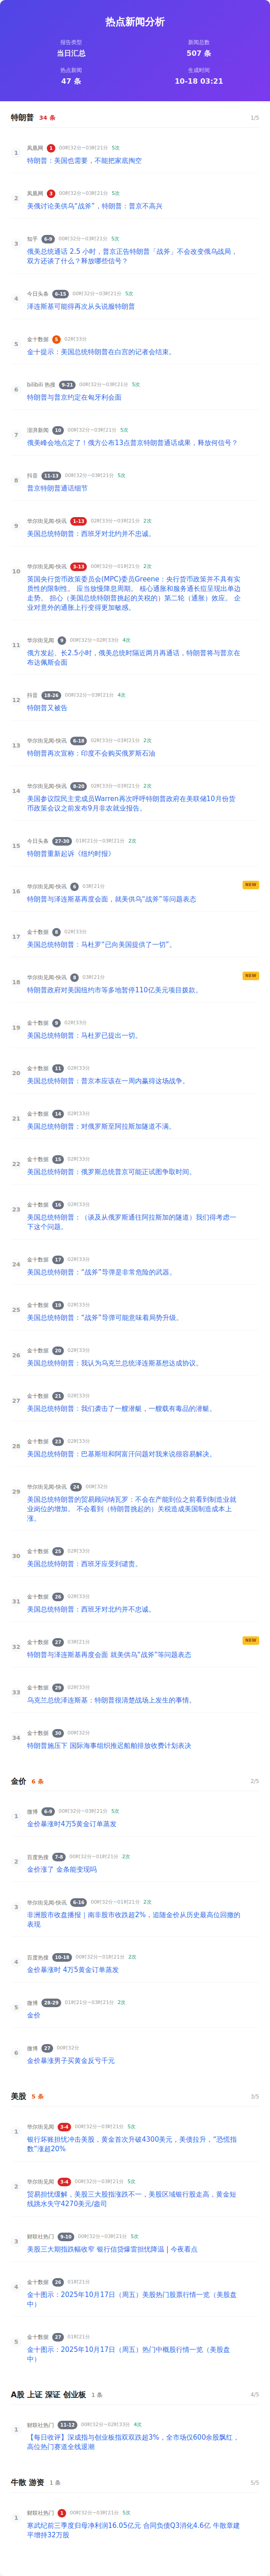 热点新闻分析
报告类型
当日汇总
新闻总数
507 条
热点新闻
47 条
生成时间
10-18 03:21
特朗普 34 条 1/5
1
凤凰网 1 00时32分~03时21分 5次
特朗普：美国也需要，不能把家底掏空
2
凤凰网 3 00时32分~03时21分 5次
美俄讨论美供乌“战斧”，特朗普：普京不高兴
3
知乎 6-9 00时32分~03时21分 5次
俄美总统通话 2.5 小时，普京正告特朗普「战斧」不会改变俄乌战局，
双方还谈了什么？释放哪些信号？
4
今日头条 6-15 00时32分~03时21分 5次
泽连斯基可能得再次从头说服特朗普
5
金十数据 5 02时33分
金十提示：美国总统特朗普在白宫的记者会结束。
6
bilibili 热搜 9-21 00时32分~03时21分 5次
特朗普与普京约定在匈牙利会面
7
澎湃新闻 10 00时32分~03时21分 5次
俄美峰会地点定了！俄方公布13点普京特朗普通话成果，释放何信号？
8
抖音 11-13 00时32分~03时21分 5次
普京特朗普通话细节
9
华尔街见闻-快讯 1-13 02时33分~03时21分 2次
美国总统特朗普：西班牙对北约并不忠诚。
10
华尔街见闻-快讯 3-13 00时32分~01时21分 2次
英国央行货币政策委员会(MPC)委员Greene：央行货币政策并不具有实
质性的限制性。 应当放慢降息周期。 核心通胀和服务通长痘呈现出单边
走势。 担心（美国总统特朗普挑起的关税的）第二轮（通胀）效应。 企
业对意外的通胀上行变得更加敏感。
11
华尔街见闻 9 00时32分~02时33分 4次
俄方发起、长2.5小时，俄美总统时隔近两月再通话，特朗普将与普京在
布达佩斯会面
12
抖音 18-26 00时32分~03时21分 4次
特朗普又被告
13
华尔街见闻-快讯 6-18 02时33分~03时21分 2次
特朗普再次宣称：印度不会购买俄罗斯石油
14
华尔街见闻-快讯 8-20 02时33分~03时21分 2次
美国参议院民主党成员Warren再次呼吁特朗普政府在美联储10月份货
币政策会议之前发布9月非农就业报告。
15
今日头条 27-30 01时21分~03时21分 2次
特朗普重新起诉《纽约时报》
16
华尔街见闻-快讯 6 03时21分 NEW
特朗普与泽连斯基再度会面，就美供乌“战斧”等问题表态
17
金十数据 8 02时33分
美国总统特朗普：马杜罗“已向美国提供了一切”。
18
华尔街见闻-快讯 8 03时21分 NEW
特朗普政府对美国纽约市等多地暂停110亿美元项目拨款。
19
金十数据 9 02时33分
美国总统特朗普：马杜罗已提出一切。
20
金十数据 11 02时33分
美国总统特朗普：普京本应该在一周内赢得这场战争。
21
金十数据 14 02时33分
美国总统特朗普：对俄罗斯至阿拉斯加隧道不满。
22
金十数据 15 02时33分
美国总统特朗普：俄罗斯总统普京可能正试图争取时间。
23
金十数据 16 02时33分
美国总统特朗普：（谈及从俄罗斯通往阿拉斯加的隧道）我们得考虑一
下这个问题。
24
金十数据 17 02时33分
美国总统特朗普：“战斧”导弹是非常危险的武器。
25
金十数据 19 02时33分
美国总统特朗普：“战斧”导弹可能意味着局势升级。
26
金十数据 20 02时33分
美国总统特朗普：我认为乌克兰总统泽连斯基想达成协议。
27
金十数据 21 02时33分
美国总统特朗普：我们袭击了一艘潜艇，一艘载有毒品的潜艇。
28
金十数据 23 02时33分
美国总统特朗普：巴基斯坦和阿富汗问题对我来说很容易解决。
29
华尔街见闻-快讯 24 00时32分
美国总统特朗普的贸易顾问纳瓦罗：不会在产能到位之前看到制造业就
业岗位的增加。 不会看到（特朗普挑起的）关税造成美国制造成本上
涨。
30
金十数据 25 02时33分
美国总统特朗普：西班牙应受到谴责。
31
金十数据 26 02时33分
美国总统特朗普：西班牙对北约并不忠诚。
32
金十数据 27 03时21分 NEW
特朗普与泽连斯基再度会面 就美供乌“战斧”等问题表态
33
金十数据 29 02时33分
乌克兰总统泽连斯基：特朗普很清楚战场上发生的事情。
34
金十数据 30 00时32分
特朗普施压下 国际海事组织推迟船舶排放收费计划表决
金价 6 条 2/5
1
微博 6-9 00时32分~03时21分 5次
金价暴涨时4万5黄金订单蒸发
2
百度热搜 7-8 00时32分~01时21分 2次
金价涨了 金条能变现吗
3
华尔街见闻-快讯 6-16 00时32分~01时21分 2次
非洲股市收盘播报｜南非股市收跌超2%，追随金价从历史最高位回撤的
表现
4
百度热搜 10-18 00时32分~01时21分 2次
金价暴涨时 4万5黄金订单蒸发
5
微博 28-29 01时21分~03时21分 2次
金价
6
微博 27 00时32分
金价暴涨男子买黄金反亏千元
美股 5 条 3/5
1
华尔街见闻 3-4 00时32分~03时21分 5次
银行坏账担忧冲击美股，黄金首次升破4300美元，美债拉升，“恐慌指
数”涨超20%
2
华尔街见闻 3-4 00时32分~03时21分 5次
贸易担忧缓解，美股三大股指涨跌不一，美股区域银行股走高，黄金短
线跳水失守4270美元/盎司
3
财联社热门 9-10 00时32分~03时21分 5次
美股三大期指跌幅收窄 银行信贷爆雷担忧降温 | 今夜看点
4
金十数据 26 01时21分
金十图示：2025年10月17日（周五）美股热门股票行情一览（美股盘
中）
5
金十数据 27 01时21分
金十图示：2025年10月17日（周五）热门中概股行情一览（美股盘
中）
A股 上证 深证 创业板 1 条 4/5
1
财联社热门 11-12 00时32分~02时33分 4次
【每日收评】深成指与创业板指双双跌超3%，全市场仅600余股飘红，
高位热门赛道全线退潮
牛散 游资 1 条 5/5
1
财联社热门 1 00时32分~03时21分 5次
寒武纪前三季度归母净利润16.05亿元 合同负债Q3消化4.6亿 牛散章建
平增持32万股